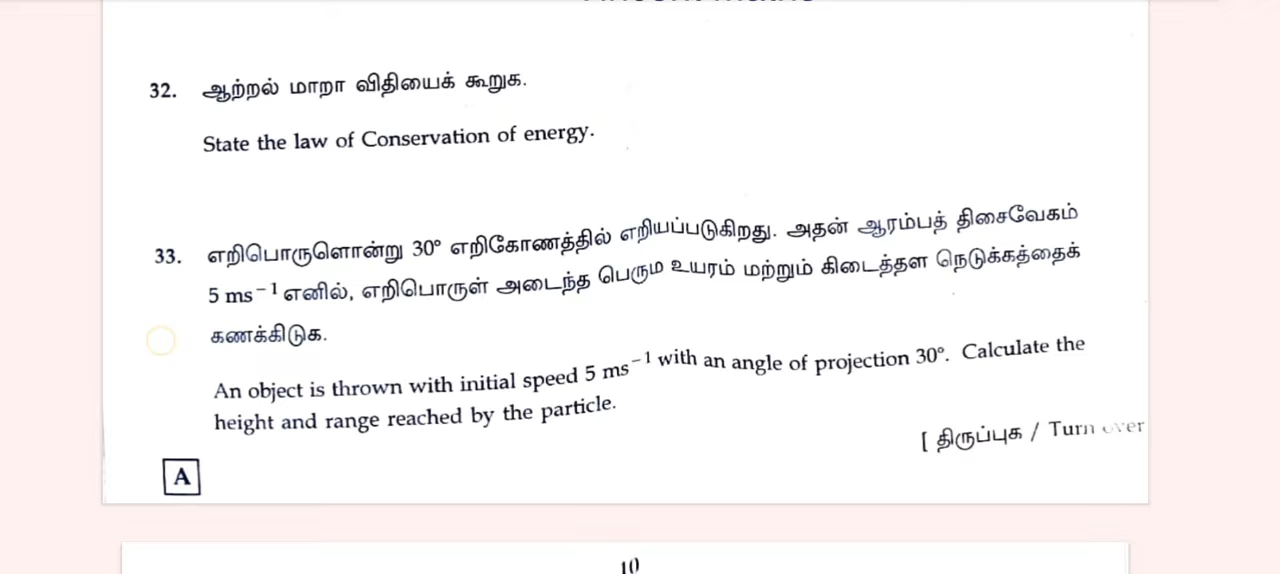 32. ஆற்றல் மாறா விதியைக் கூறுக.
State the law of Conservation of energy.
33. எறிபொருளொன்று 30° எறிகோணத்தில் எறியப்படுகிறது. அதன் ஆரம்பத் திசைவேகம்
5 ms⁻¹ எனில், எறிபொருள் அடைந்த பெரும உயரம் மற்றும் கிடைத்தள நெடுக்கத்தைக்
கணக்கிடுக.
An object is thrown with initial speed 5 ms⁻¹ with an angle of projection 30°. Calculate the
height and range reached by the particle.
[ திருப்புக / Turn over
A
10